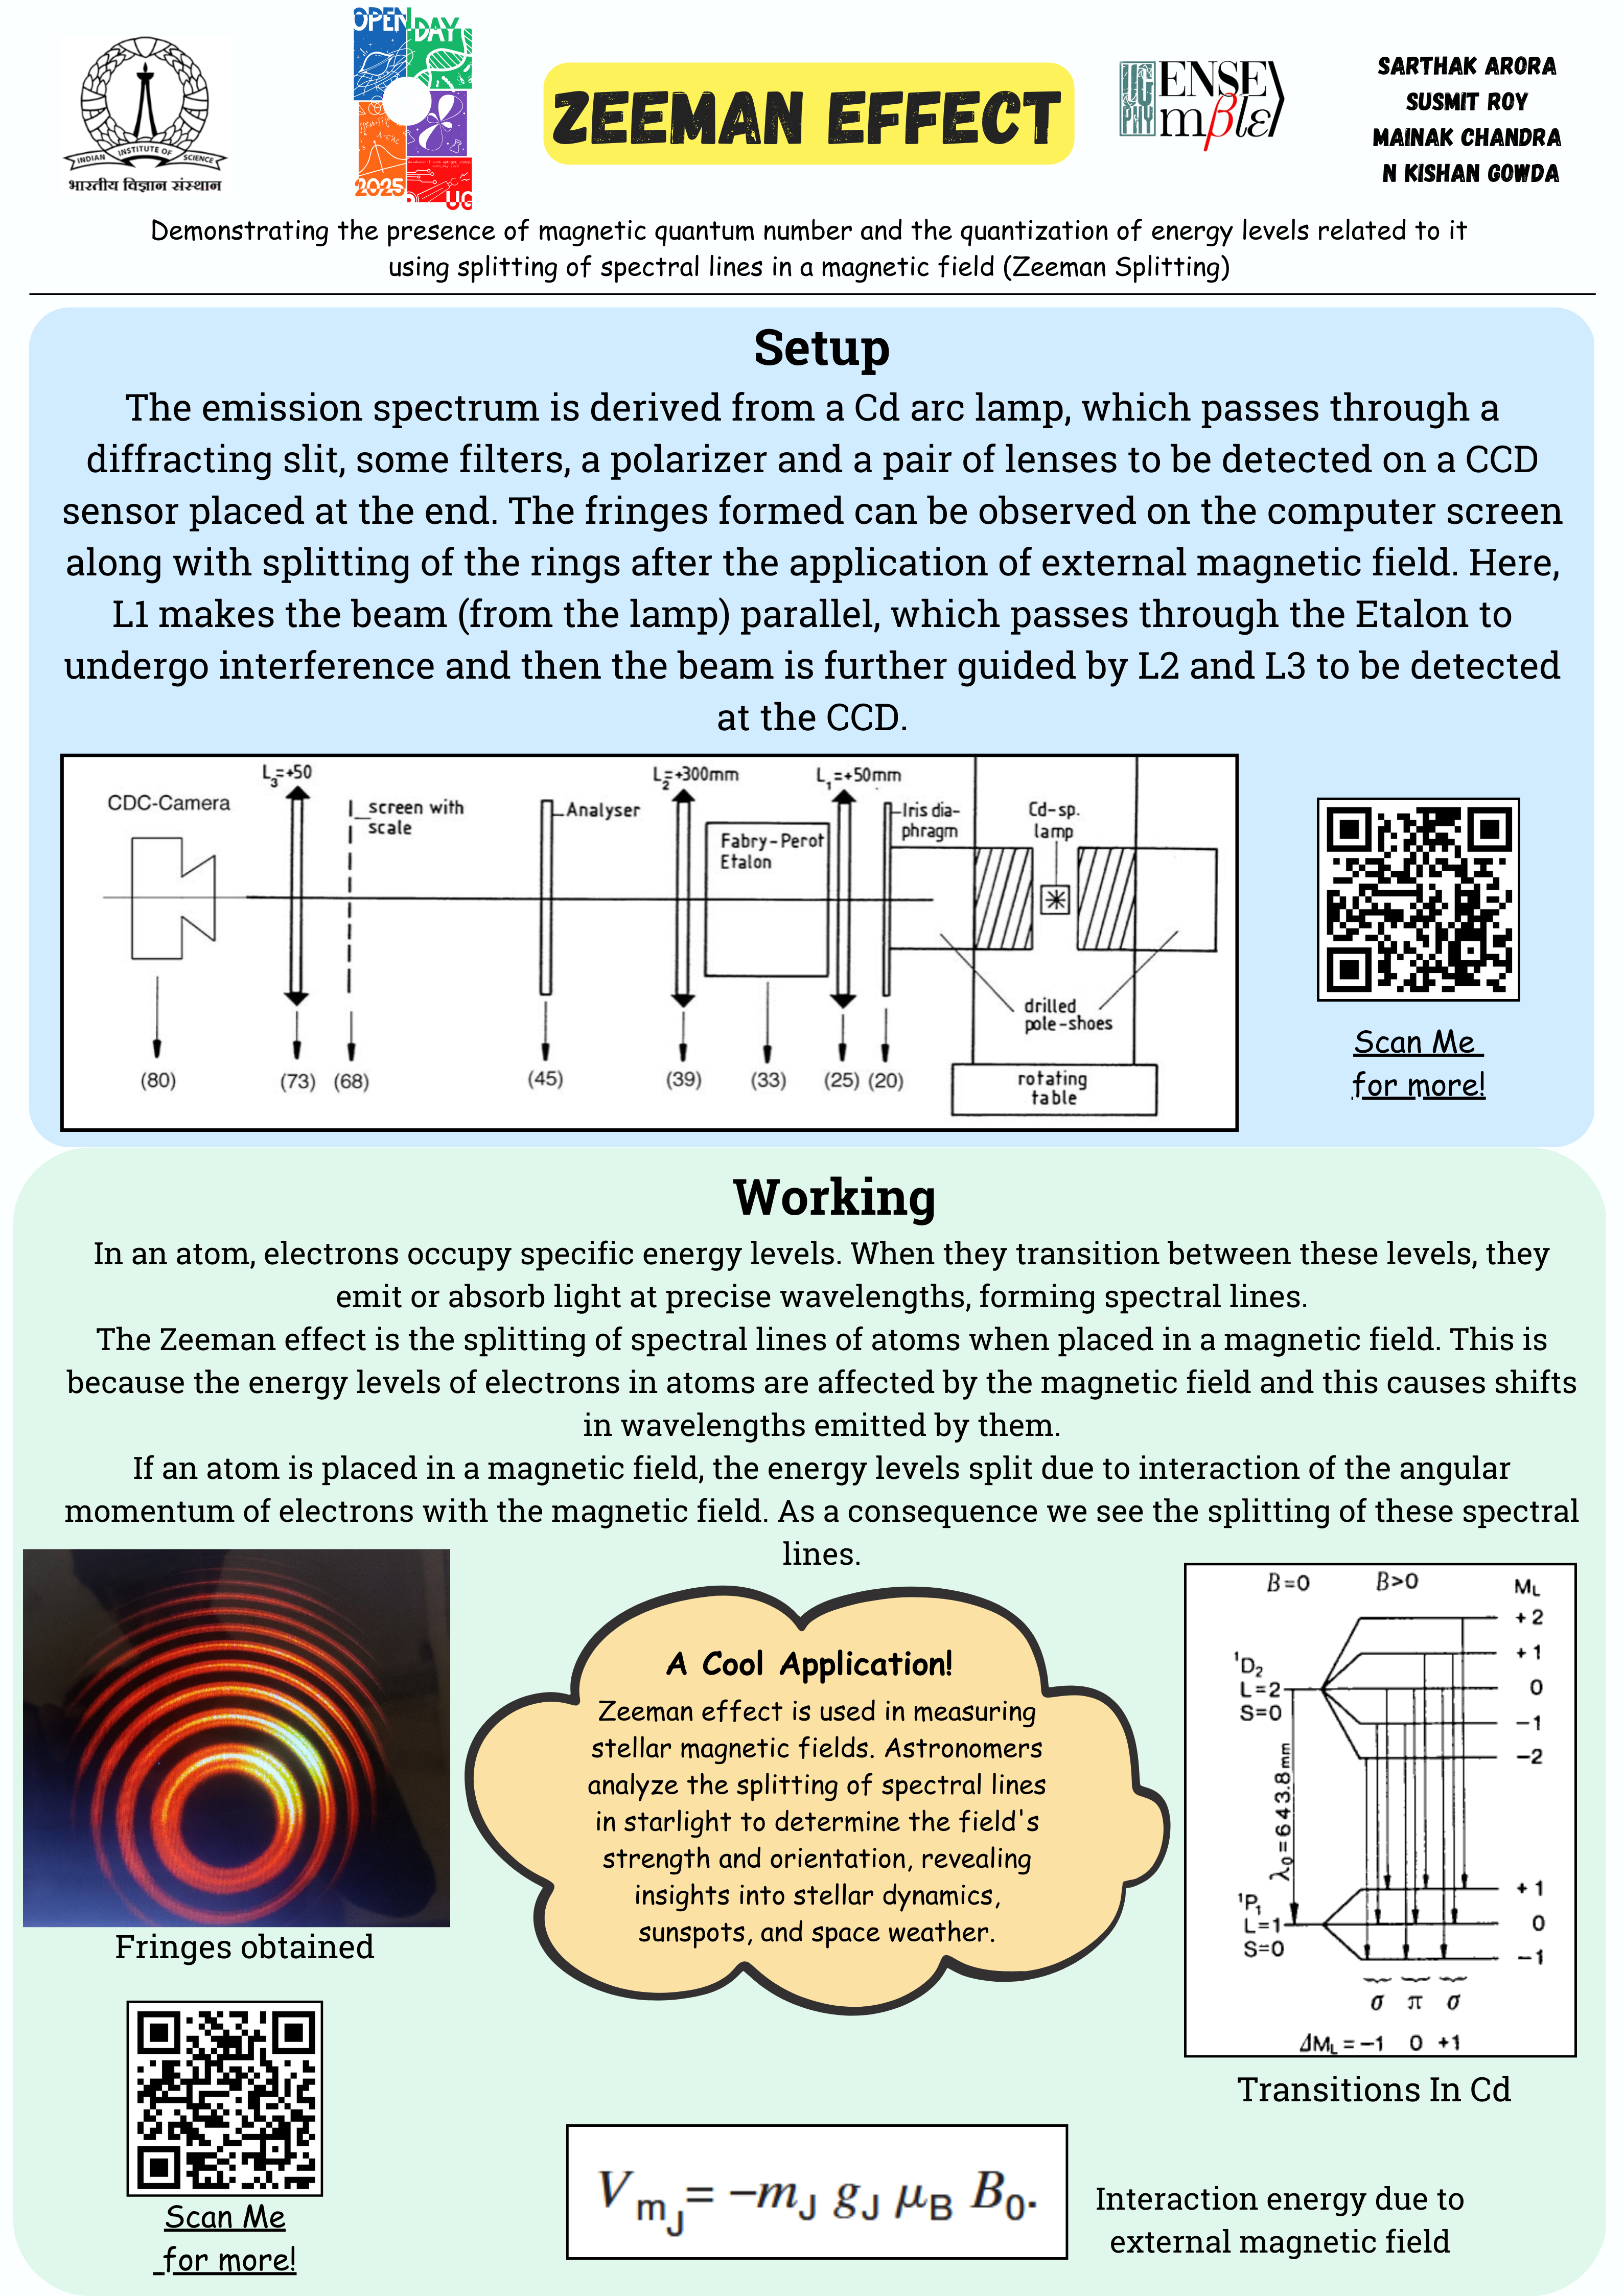 OPEN DAY
2025
UG
INDIAN INSTITUTE OF SCIENCE
भारतीय विज्ञान संस्थान
ZEEMAN EFFECT
UG
PHY
ENSE
mβlε⟩
SARTHAK ARORA
SUSMIT ROY
MAINAK CHANDRA
N KISHAN GOWDA
Demonstrating the presence of magnetic quantum number and the quantization of energy levels related to it
using splitting of spectral lines in a magnetic field (Zeeman Splitting)
Setup
The emission spectrum is derived from a Cd arc lamp, which passes through a
diffracting slit, some filters, a polarizer and a pair of lenses to be detected on a CCD
sensor placed at the end. The fringes formed can be observed on the computer screen
along with splitting of the rings after the application of external magnetic field. Here,
L1 makes the beam (from the lamp) parallel, which passes through the Etalon to
undergo interference and then the beam is further guided by L2 and L3 to be detected
at the CCD.
CDC-Camera
L₃=+50
screen with
scale
Analyser
L₂=+300mm
Fabry-Perot
Etalon
L₁=+50mm
Iris dia-
phragm
Cd-sp.
lamp
drilled
pole-shoes
rotating
table
(80) (73) (68) (45) (39) (33) (25) (20)
Scan Me
for more!
Working
In an atom, electrons occupy specific energy levels. When they transition between these levels, they
emit or absorb light at precise wavelengths, forming spectral lines.
The Zeeman effect is the splitting of spectral lines of atoms when placed in a magnetic field. This is
because the energy levels of electrons in atoms are affected by the magnetic field and this causes shifts
in wavelengths emitted by them.
If an atom is placed in a magnetic field, the energy levels split due to interaction of the angular
momentum of electrons with the magnetic field. As a consequence we see the splitting of these spectral
lines.
Fringes obtained
Scan Me
for more!
A Cool Application!
Zeeman effect is used in measuring
stellar magnetic fields. Astronomers
analyze the splitting of spectral lines
in starlight to determine the field's
strength and orientation, revealing
insights into stellar dynamics,
sunspots, and space weather.
B=0 B>0 M_L
+2
+1
0
−1
−2
¹D₂
L=2
S=0
λ₀=643.8mm
¹P₁
L=1
S=0
+1
0
−1
σ π σ
ΔM_L = −1 0 +1
Transitions In Cd
V_mJ = −m_J g_J μ_B B₀.
Interaction energy due to
external magnetic field